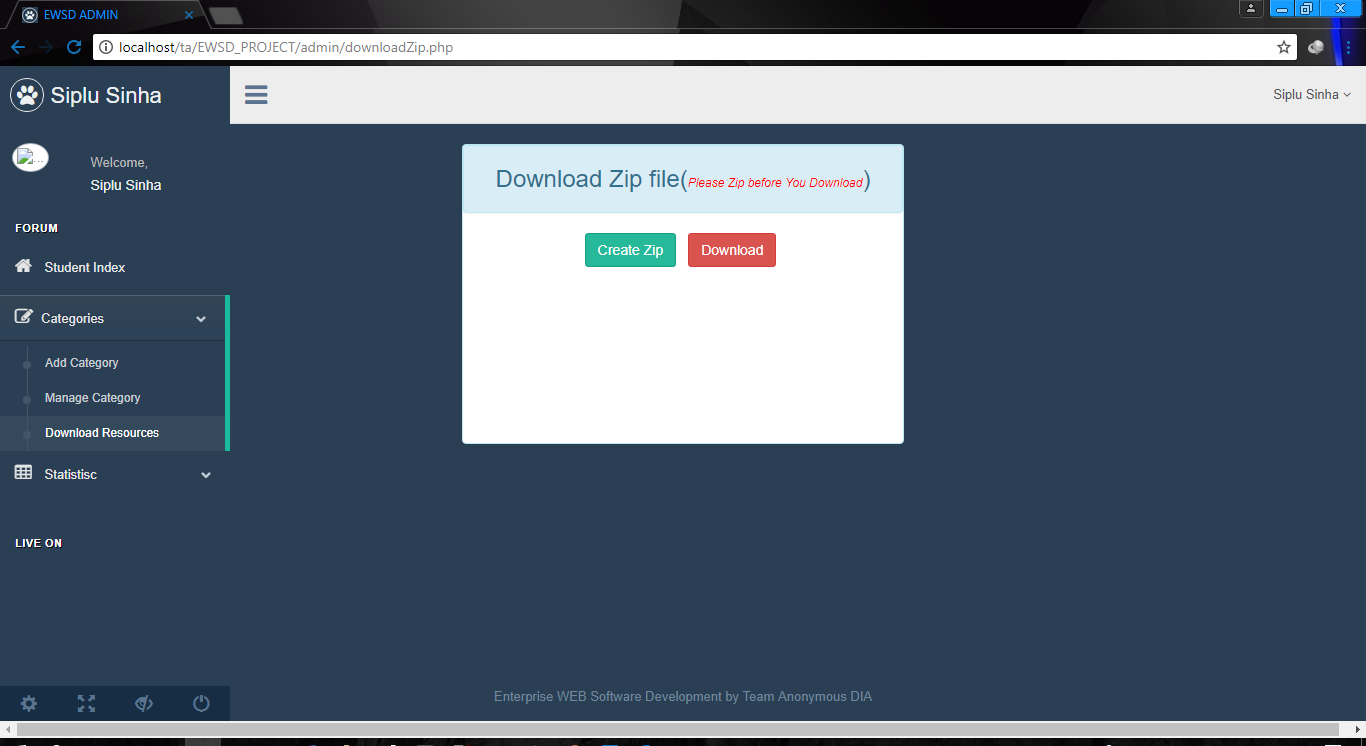 EWSD ADMIN
localhost/ta/EWSD_PROJECT/admin/downloadZip.php
Siplu Sinha
Siplu Sinha
Welcome,
Siplu Sinha
FORUM
Student Index
Categories
Add Category
Manage Category
Download Resources
Statistisc
LIVE ON
Download Zip file(Please Zip before You Download)
Create Zip Download
Enterprise WEB Software Development by Team Anonymous DIA